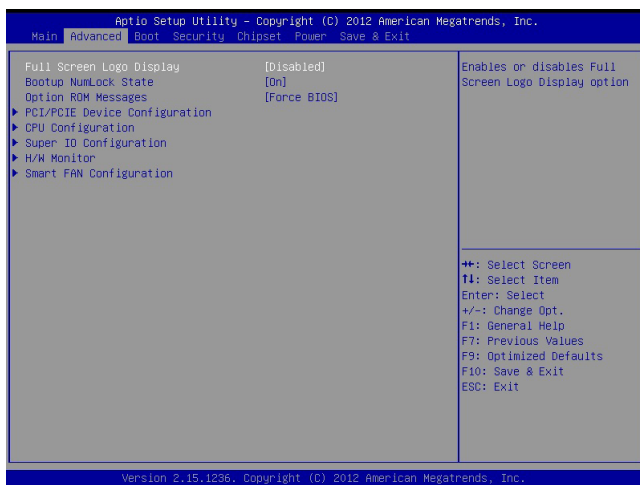 Aptio Setup Utility – Copyright (C) 2012 American Megatrends, Inc.
Main Advanced Boot Security Chipset Power Save & Exit
Full Screen Logo Display [Disabled]
Bootup NumLock State [On]
Option ROM Messages [Force BIOS]
▶ PCI/PCIE Device Configuration
▶ CPU Configuration
▶ Super IO Configuration
▶ H/W Monitor
▶ Smart FAN Configuration
Enables or disables Full
Screen Logo Display option
→←: Select Screen
↑↓: Select Item
Enter: Select
+/-: Change Opt.
F1: General Help
F7: Previous Values
F9: Optimized Defaults
F10: Save & Exit
ESC: Exit
Version 2.15.1236. Copyright (C) 2012 American Megatrends, Inc.